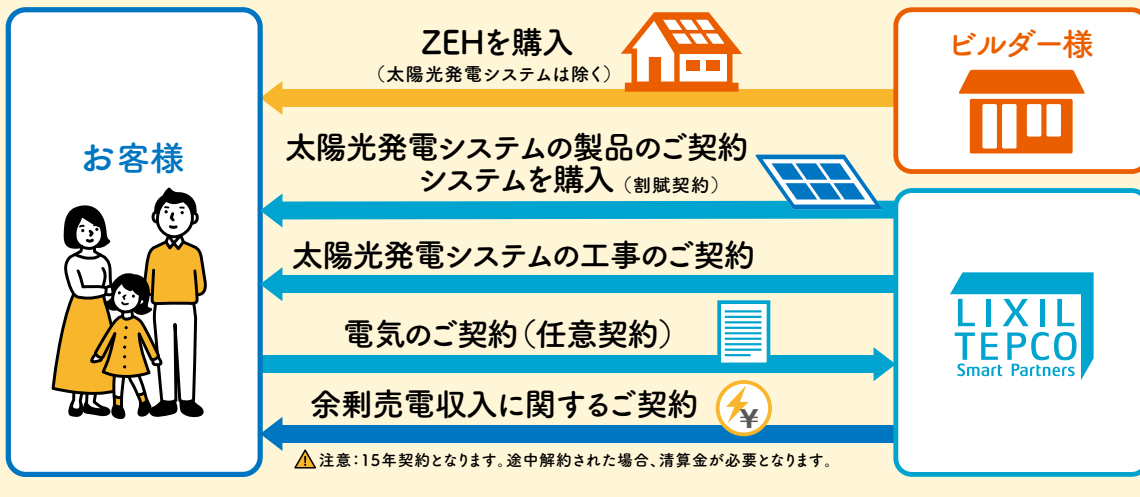 ZEHを購入
（太陽光発電システムは除く）
ビルダー様
お客様
太陽光発電システムの製品のご契約
システムを購入（割賦契約）
太陽光発電システムの工事のご契約
電気のご契約（任意契約）
余剰売電収入に関するご契約
¥
注意：15年契約となります。途中解約された場合、清算金が必要となります。
LIXIL
TEPCO
Smart Partners